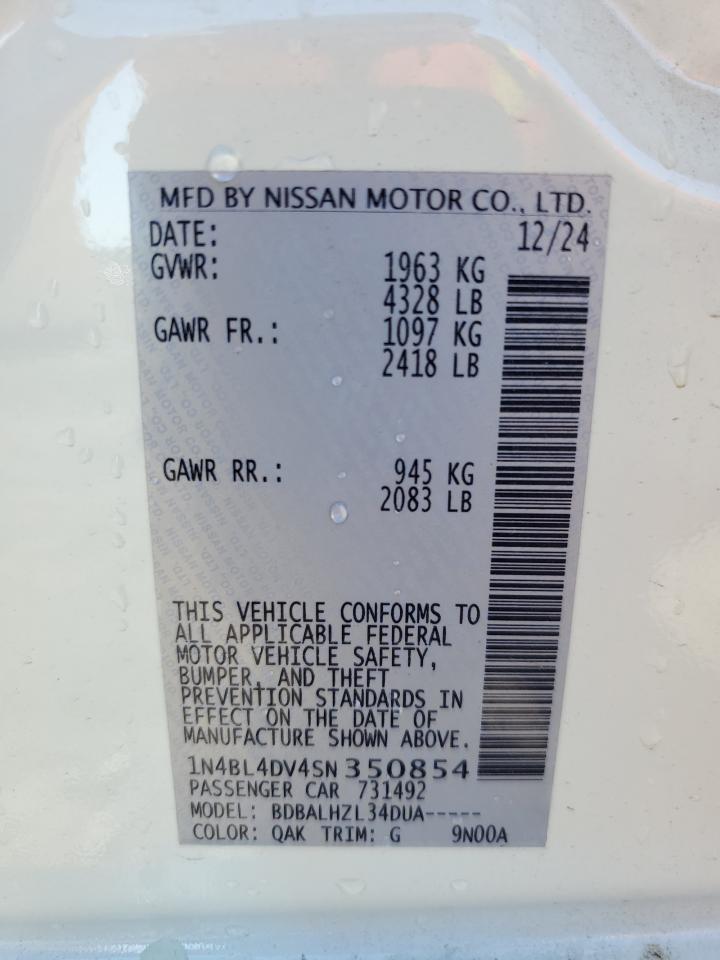 MFD BY NISSAN MOTOR CO., LTD.
DATE: 12/24
GVWR: 1963 KG
4328 LB
GAWR FR.: 1097 KG
2418 LB
GAWR RR.: 945 KG
2083 LB
THIS VEHICLE CONFORMS TO
ALL APPLICABLE FEDERAL
MOTOR VEHICLE SAFETY,
BUMPER, AND THEFT
PREVENTION STANDARDS IN
EFFECT ON THE DATE OF
MANUFACTURE SHOWN ABOVE.
1N4BL4DV4SN350854
PASSENGER CAR 731492
MODEL: BDBALHZL34DUA-----
COLOR: QAK TRIM: G 9N00A